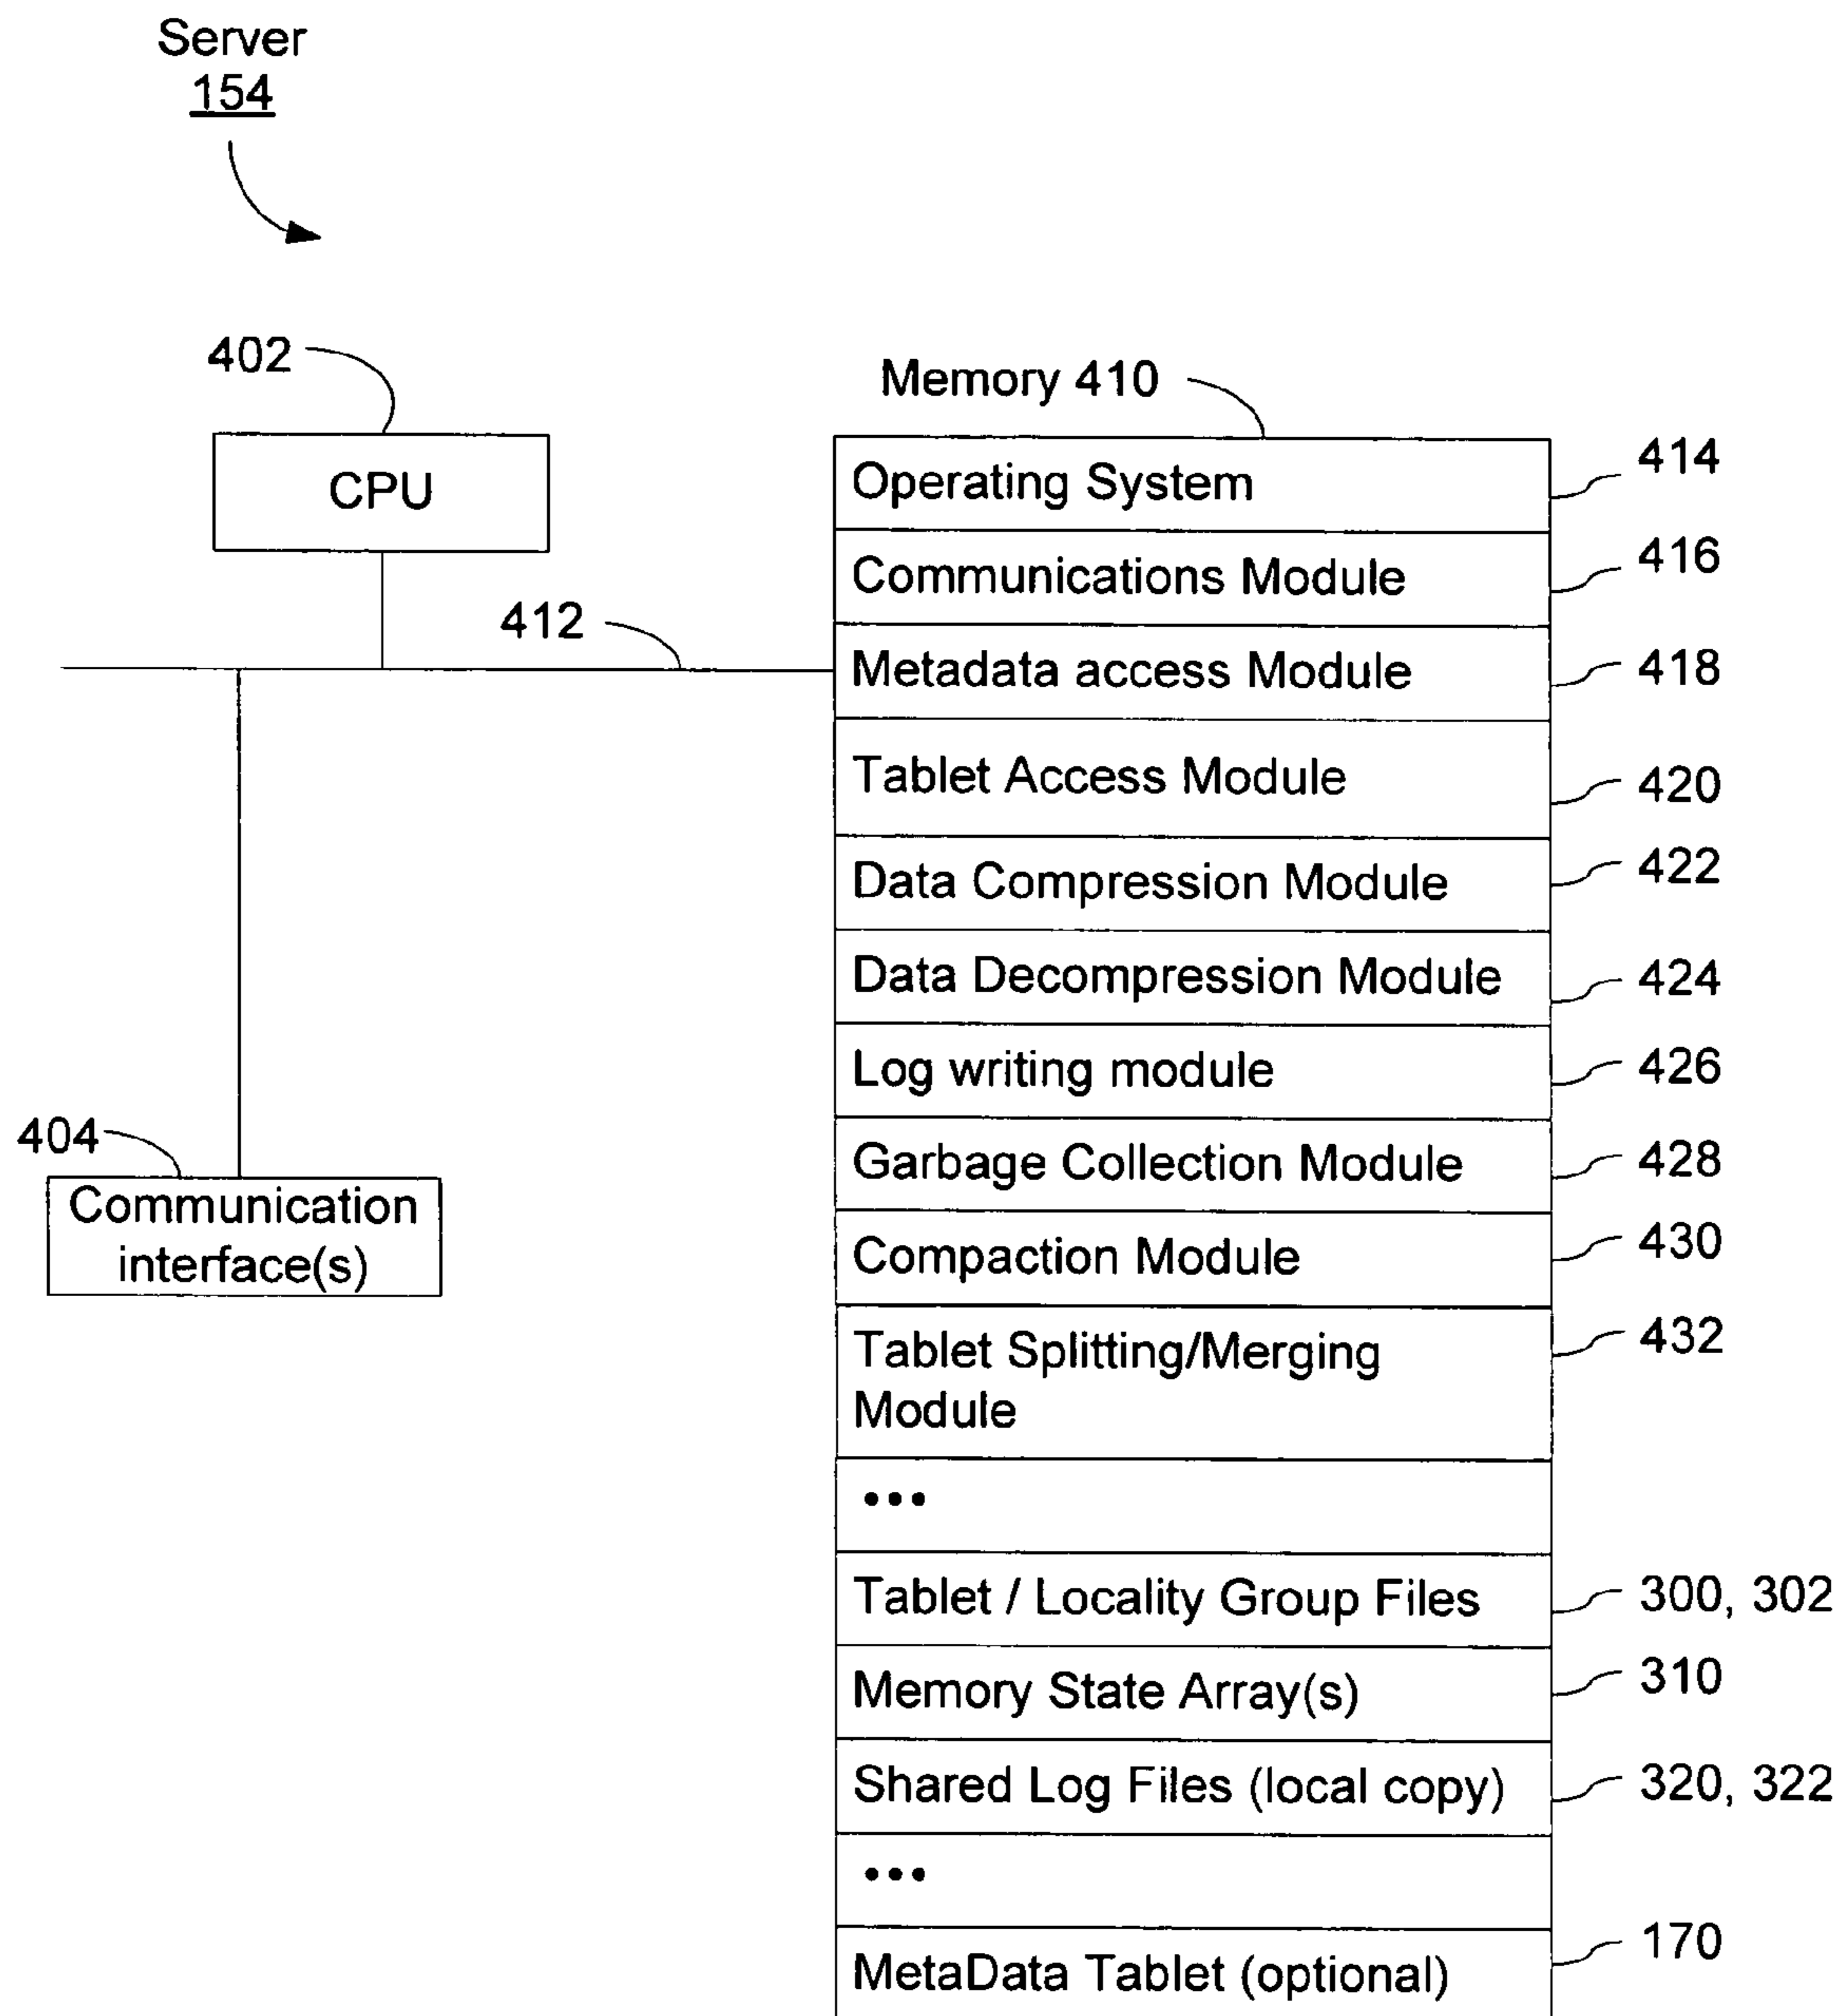 Server
154
402
Memory 410
CPU
Operating System
414
Communications Module
416
412
Metadata access Module
418
Tablet Access Module
420
Data Compression Module
422
Data Decompression Module
424
Log writing module
426
404
Communication
interface(s)
Garbage Collection Module
428
Compaction Module
430
Tablet Splitting/Merging
Module
432
•••
Tablet / Locality Group Files
300, 302
Memory State Array(s)
310
Shared Log Files (local copy)
320, 322
•••
MetaData Tablet (optional)
170